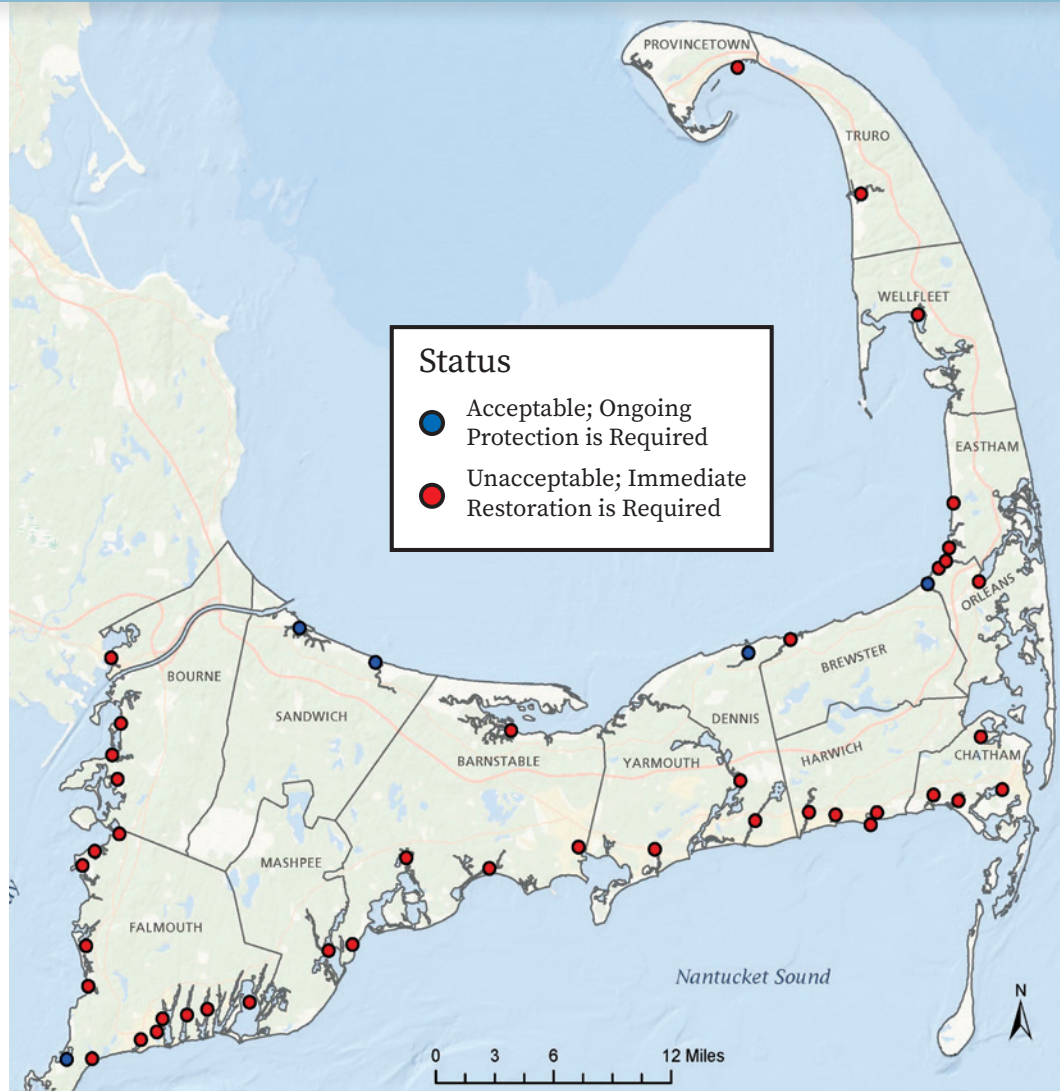 PROVINCETOWN
TRURO
WELLFLEET
Status
Acceptable; Ongoing
Protection is Required
Unacceptable; Immediate
Restoration is Required
EASTHAM
ORLEANS
BOURNE
SANDWICH
BREWSTER
DENNIS
BARNSTABLE
YARMOUTH
HARWICH
CHATHAM
MASHPEE
FALMOUTH
Nantucket Sound
N
0 3 6 12 Miles